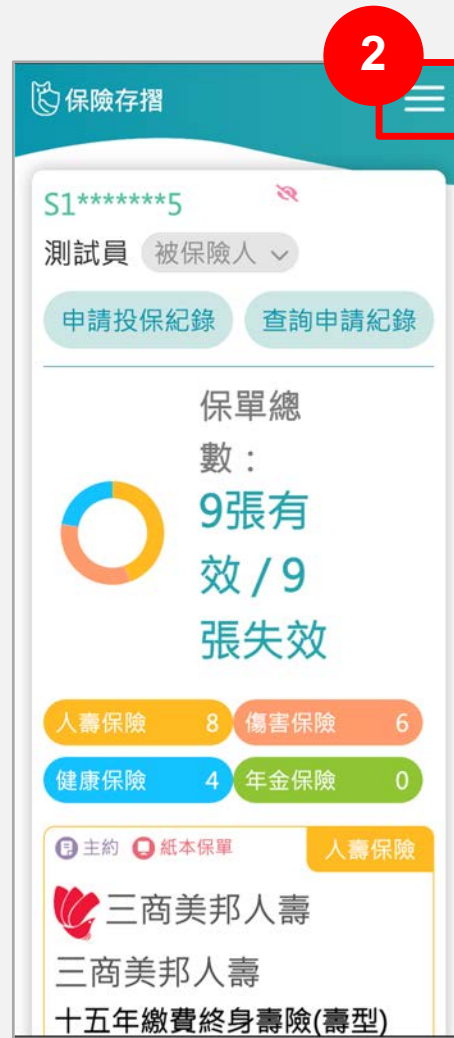 2
保險存摺
S1*******5
測試員 被保險人
申請投保紀錄 查詢申請紀錄
保單總
數：
9張有
效 / 9
張失效
人壽保險 8 傷害保險 6
健康保險 4 年金保險 0
主約 紙本保單 人壽保險
三商美邦人壽
三商美邦人壽
十五年繳費終身壽險(壽型)